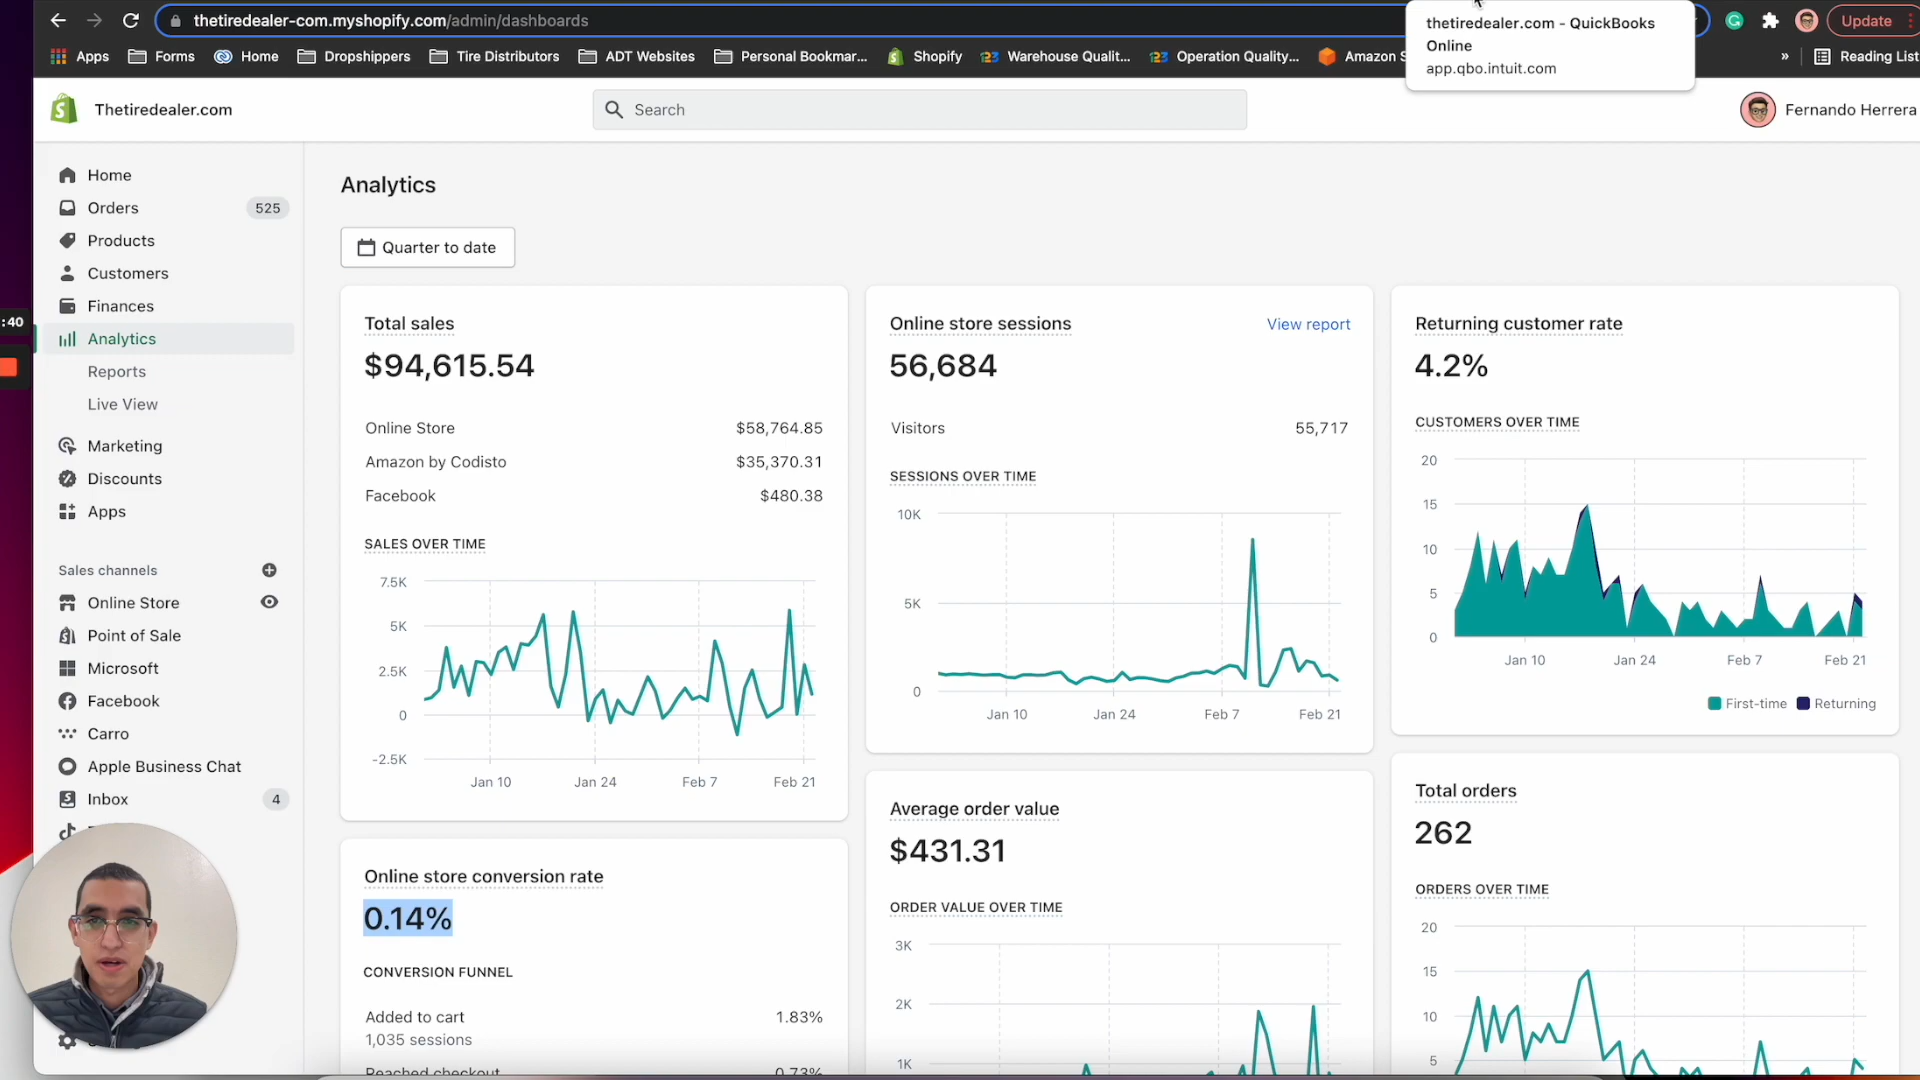 thetiredealer-com.myshopify.com/admin/dashboards
Update
thetiredealer.com - QuickBooks
Online
app.qbo.intuit.com
Apps
Forms
Home
Dropshippers
Tire Distributors
ADT Websites
Personal Bookmar...
Shopify
Warehouse Qualit...
Operation Quality...
Amazon S
»
Reading List
Thetiredealer.com
Search
Fernando Herrera
Home
Orders
525
Products
Customers
Finances
:40
Analytics
Reports
Live View
Marketing
Discounts
Apps
Sales channels
Online Store
Point of Sale
Microsoft
Facebook
Carro
Apple Business Chat
Inbox
4
Analytics
Quarter to date
Total sales
$94,615.54
Online Store
$58,764.85
Amazon by Codisto
$35,370.31
Facebook
$480.38
SALES OVER TIME
7.5K
5K
2.5K
0
-2.5K
Jan 10
Jan 24
Feb 7
Feb 21
Online store conversion rate
0.14%
CONVERSION FUNNEL
Added to cart
1.83%
1,035 sessions
Reached checkout
0.73%
Online store sessions
View report
56,684
Visitors
55,717
SESSIONS OVER TIME
10K
5K
0
Jan 10
Jan 24
Feb 7
Feb 21
Average order value
$431.31
ORDER VALUE OVER TIME
3K
2K
1K
Returning customer rate
4.2%
CUSTOMERS OVER TIME
20
15
10
5
0
Jan 10
Jan 24
Feb 7
Feb 21
First-time
Returning
Total orders
262
ORDERS OVER TIME
20
15
10
5